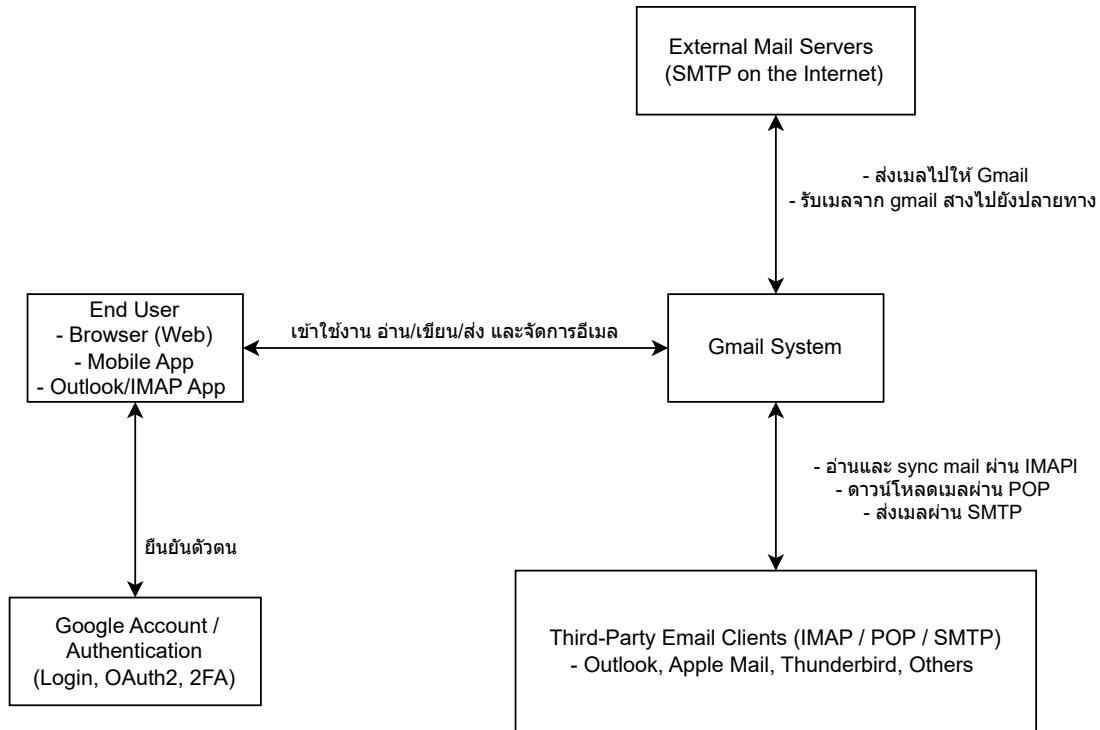 External Mail Servers
(SMTP on the Internet)
- ส่งเมลไปให้ Gmail
- รับเมลจาก gmail สางไปยังปลายทาง
End User
- Browser (Web)
- Mobile App
- Outlook/IMAP App
เข้าใช้งาน อ่าน/เขียน/ส่ง และจัดการอีเมล
Gmail System
- อ่านและ sync mail ผ่าน IMAPl
- ดาวน์โหลดเมลผ่าน POP
- ส่งเมลผ่าน SMTP
ยืนยันตัวตน
Google Account /
Authentication
(Login, OAuth2, 2FA)
Third-Party Email Clients (IMAP / POP / SMTP)
- Outlook, Apple Mail, Thunderbird, Others